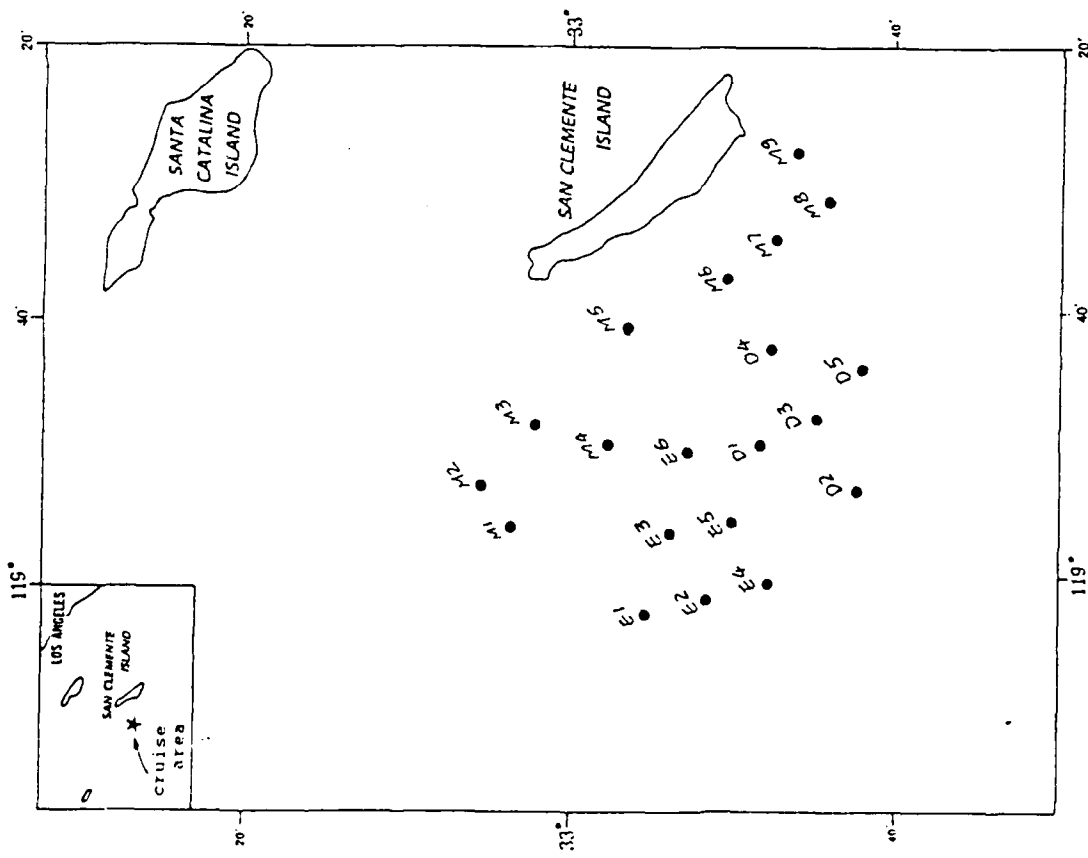 LOS ANGELES
SAN CLEMENTE
ISLAND
cruise
area
20'
33°
40'
119°
40'
20'
SANTA
CATALINA
ISLAND
SAN CLEMENTE
ISLAND
M1
M2
M3
M4
M5
M6
M7
M8
M9
E1
E2
E3
E4
E5
E6
D1
D2
D3
D4
D5
20'
33°
40'
119°
40'
20'